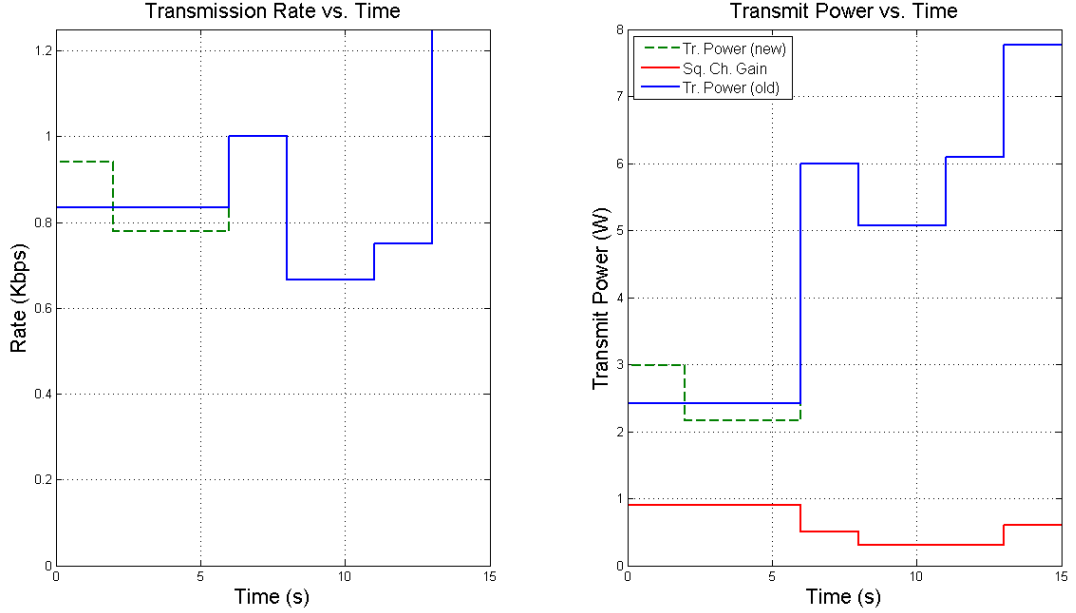 Transmission Rate vs. Time
Rate (Kbps)
1.2
1
0.8
0.6
0.4
0.2
0
0
5
10
15
Time (s)
Transmit Power vs. Time
Transmit Power (W)
8
7
6
5
4
3
2
1
0
Tr. Power (new)
Sq. Ch. Gain
Tr. Power (old)
0
5
10
15
Time (s)